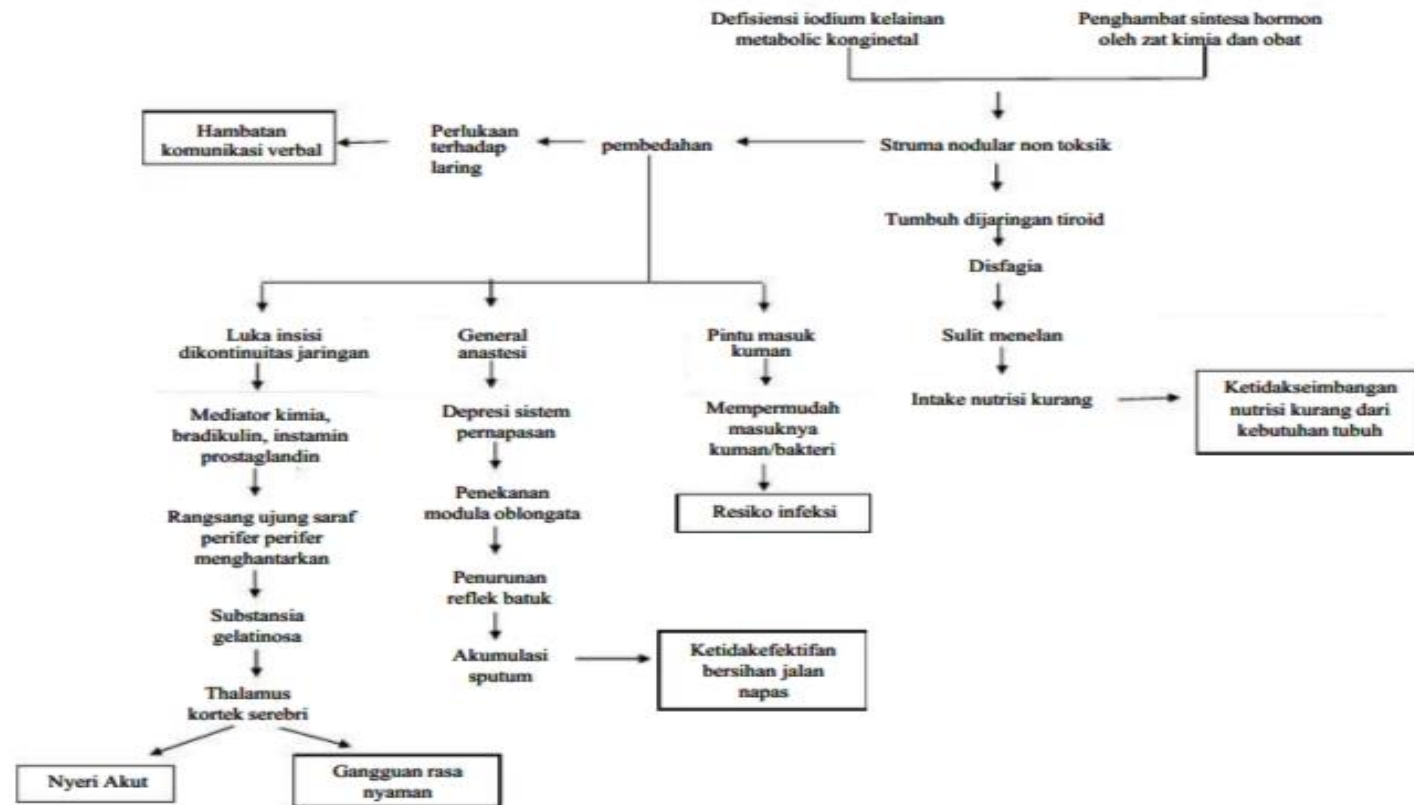 Defisiensi iodium kelainan
metabolic konginetal
Penghambat sintesa hormon
oleh zat kimia dan obat
Hambatan
komunikasi verbal
Perlukaan
terhadap
laring
pembedahan
Struma nodular non toksik
Tumbuh dijaringan tiroid
Disfagia
Sulit menelan
Intake nutrisi kurang
Ketidakseimbangan
nutrisi kurang dari
kebutuhan tubuh
Luka insisi
dikontinuitas jaringan
Mediator kimia,
bradikulin, instamin
prostaglandin
Rangsang ujung saraf
perifer perifer
menghantarkan
Substansia
gelatinosa
Thalamus
kortek serebri
Nyeri Akut
Gangguan rasa
nyaman
General
anastesi
Depresi sistem
pernapasan
Penekanan
modula oblongata
Penurunan
reflek batuk
Akumulasi
sputum
Ketidakefektifan
bersihan jalan
napas
Pintu masuk
kuman
Mempermudah
masuknya
kuman/bakteri
Resiko infeksi